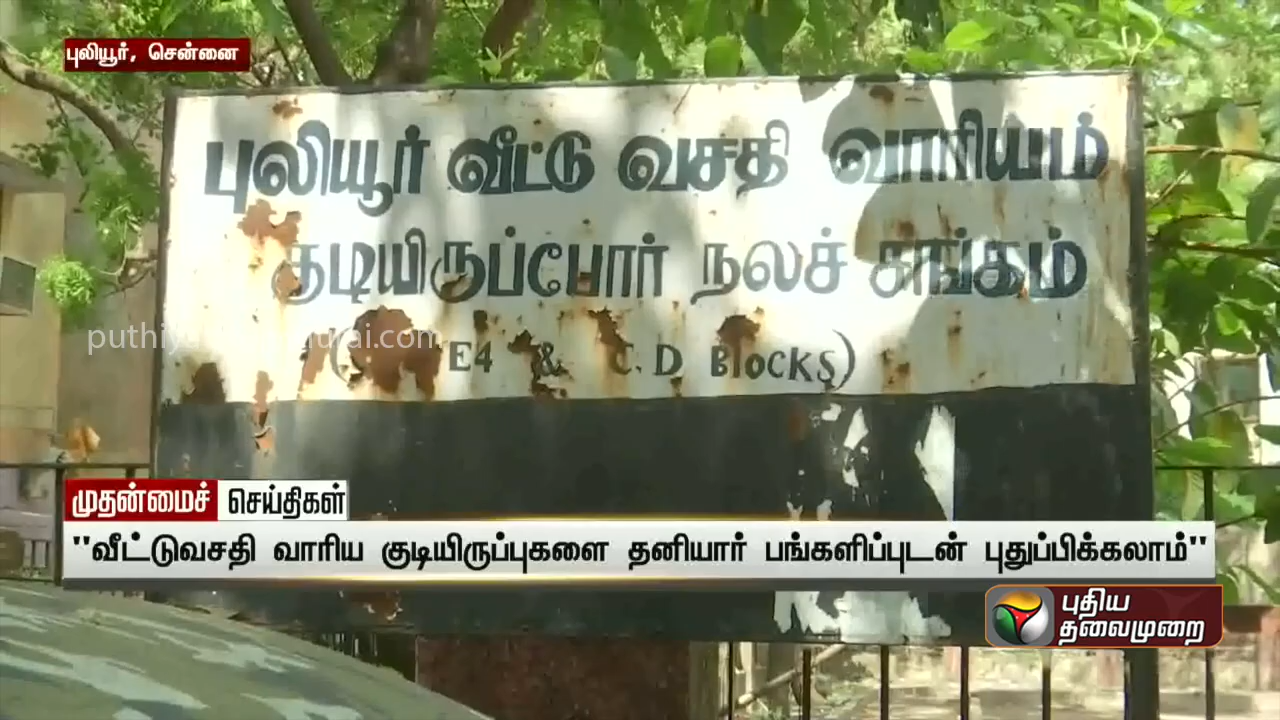 புலியூர், சென்னை
புலியூர் வீட்டு வசதி வாரியம்
குடியிருப்போர் நலச் சங்கம்
( E4 & C.D BlOCKS)
முதன்மைச் செய்திகள்
"வீட்டுவசதி வாரிய குடியிருப்புகளை தனியார் பங்களிப்புடன் புதுப்பிக்கலாம்"
புதிய
தலைமுறை